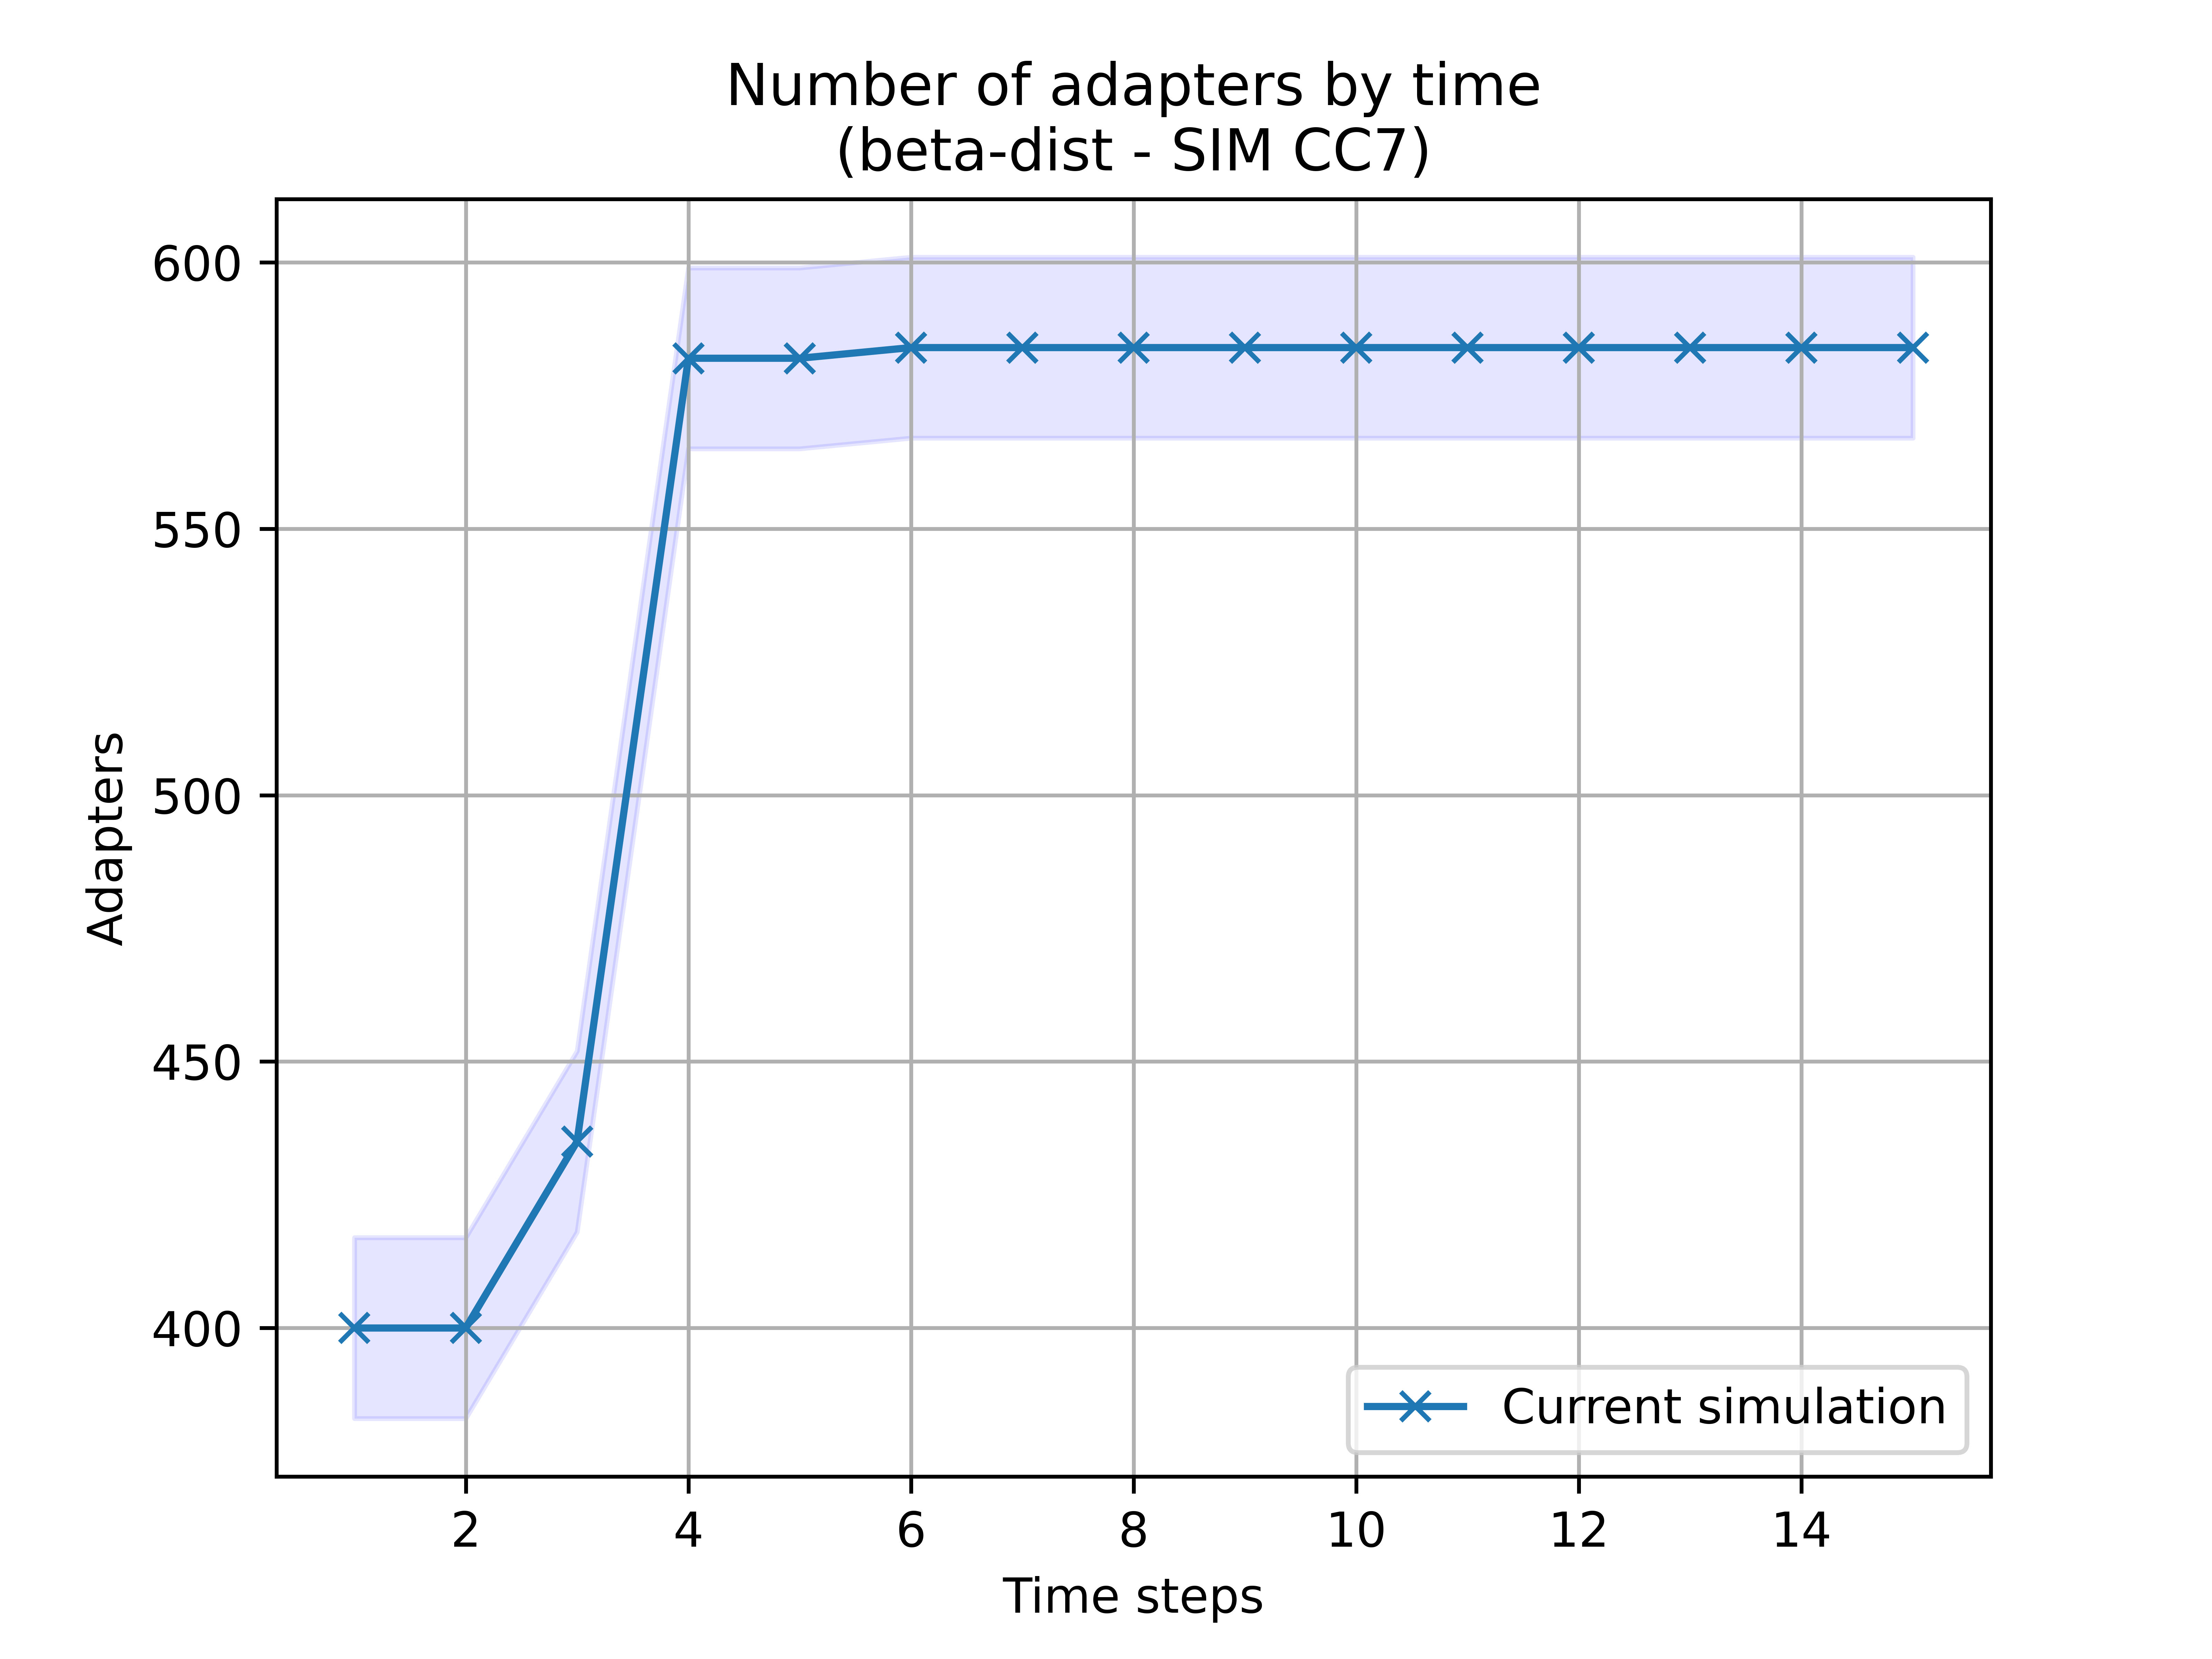 Number of adapters by time
(beta-dist - SIM CC7)
600
550
500
450
400
Adapters
Current simulation
2 4 6 8 10 12 14
Time steps